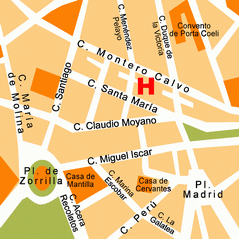 C. Menéndez
Pelayo
C. Duque de
la Victoria
Convento
de Porta Coeli
C. Montero Calvo
H
C. Santiago
C. Santa María
C. María
de Molina
C. Claudio Moyano
C. Miguel Iscar
Pl. de
Zorrilla
Casa de
Mantilla
C. Marina
Escobar
Casa de
Cervantes
Pl.
Madrid
C. Acera
Recoletos
C. Perú
C. La
Galatea